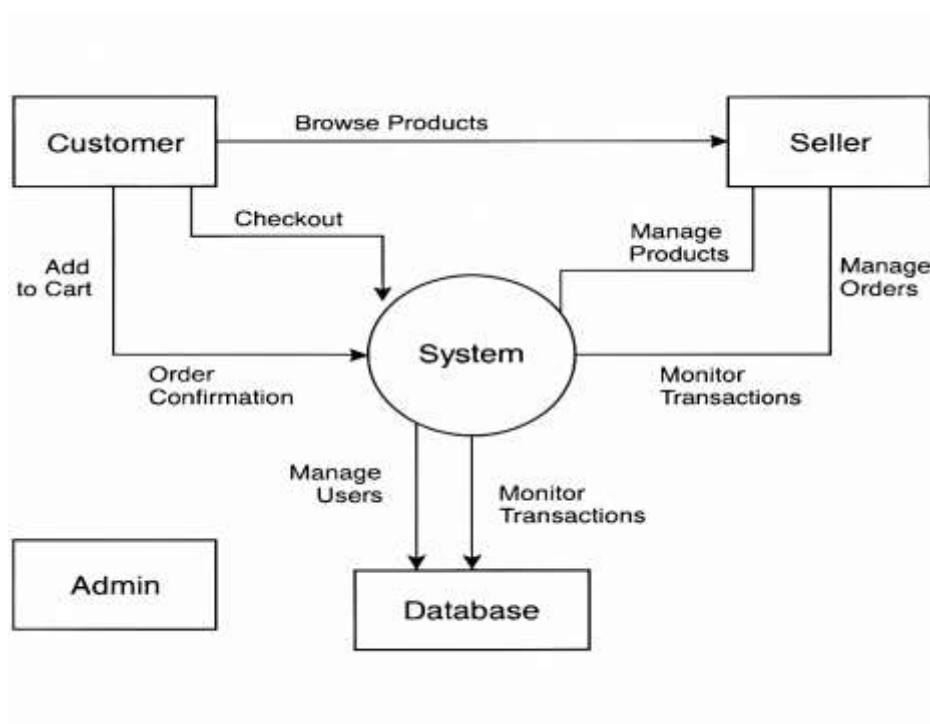 Customer
Browse Products
Seller
Checkout
Manage
Products
Add
to Cart
Manage
Orders
System
Order
Confirmation
Monitor
Transactions
Manage
Users
Monitor
Transactions
Admin
Database